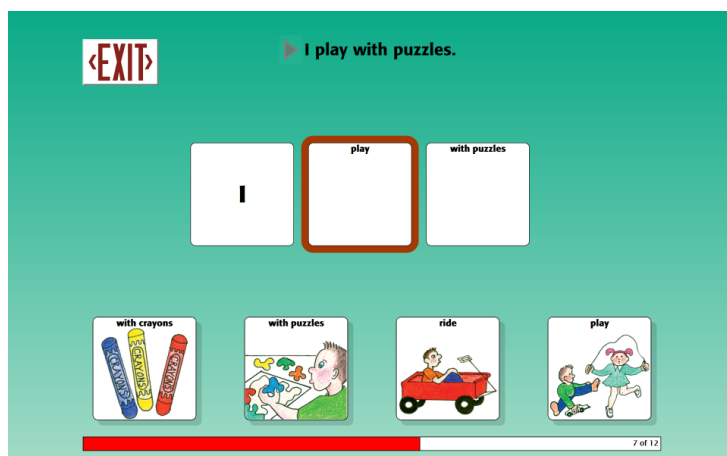 ‹EXIT›
I play with puzzles.
I
play
with puzzles
with crayons
CRAYONS
CRAYONS
CRAYONS
with puzzles
ride
play
7 of 12